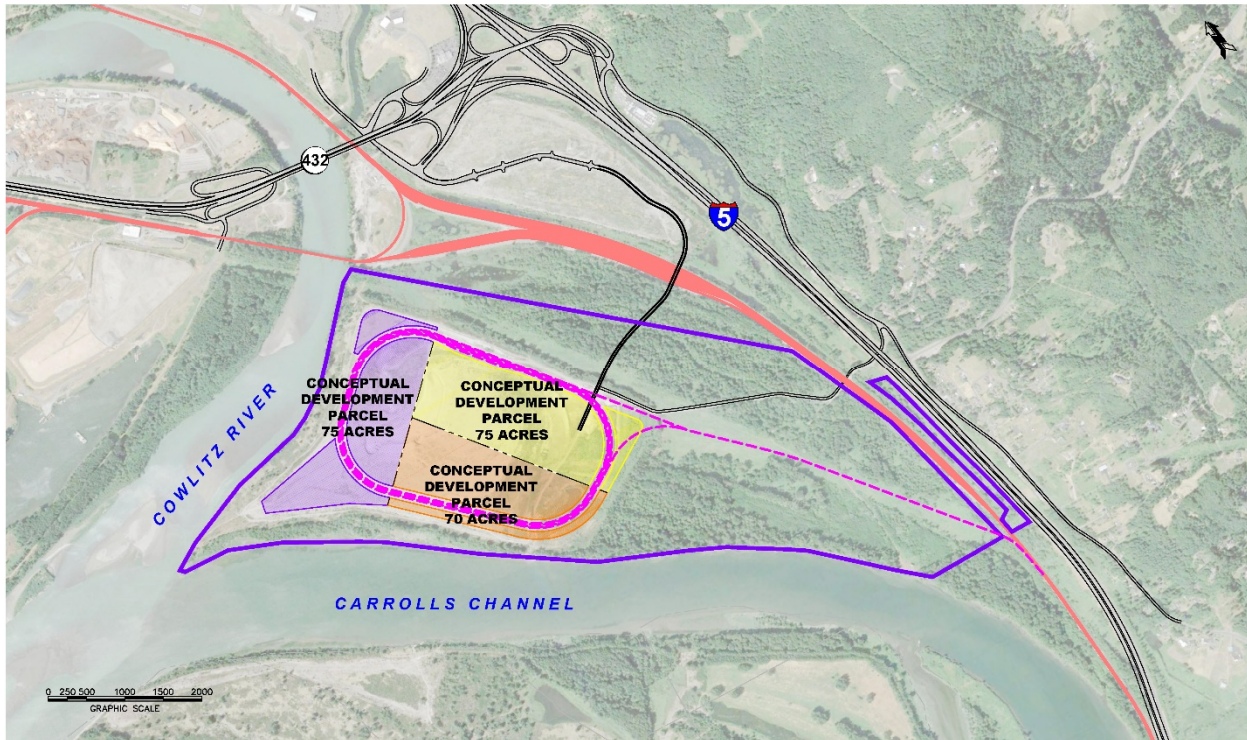 432
5
CONCEPTUAL
DEVELOPMENT
PARCEL
75 ACRES
CONCEPTUAL
DEVELOPMENT
PARCEL
75 ACRES
CONCEPTUAL
DEVELOPMENT
PARCEL
70 ACRES
COWLITZ RIVER
CARROLLS CHANNEL
0 250 500 1000 1500 2000
GRAPHIC SCALE